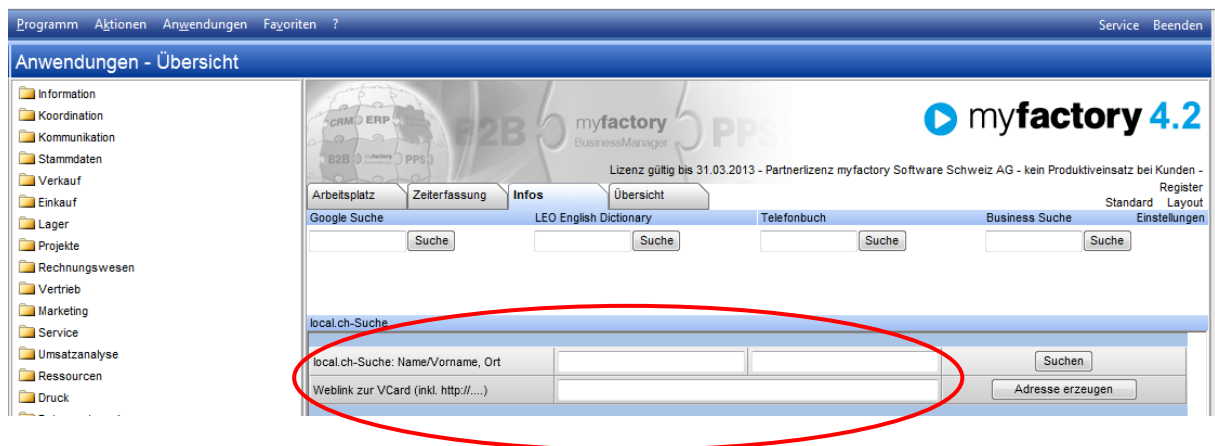 Programm Aktionen Anwendungen Favoriten ? Service Beenden
Anwendungen - Übersicht
Information
Koordination
Kommunikation
Stammdaten
Verkauf
Einkauf
Lager
Projekte
Rechnungswesen
Vertrieb
Marketing
Service
Umsatzanalyse
Ressourcen
Druck
CRM ERP
B2B PPS
myfactory
B2B
myfactory
BusinessManager
PPS
myfactory 4.2
Lizenz gültig bis 31.03.2013 - Partnerlizenz myfactory Software Schweiz AG - kein Produktiveinsatz bei Kunden -
Arbeitsplatz Zeiterfassung Infos Übersicht
Register
Standard Layout
Google Suche LEO English Dictionary Telefonbuch Business Suche Einstellungen
Suche Suche Suche Suche
local.ch-Suche
local.ch-Suche: Name/Vorname, Ort Suchen
Weblink zur VCard (inkl. http://....) Adresse erzeugen